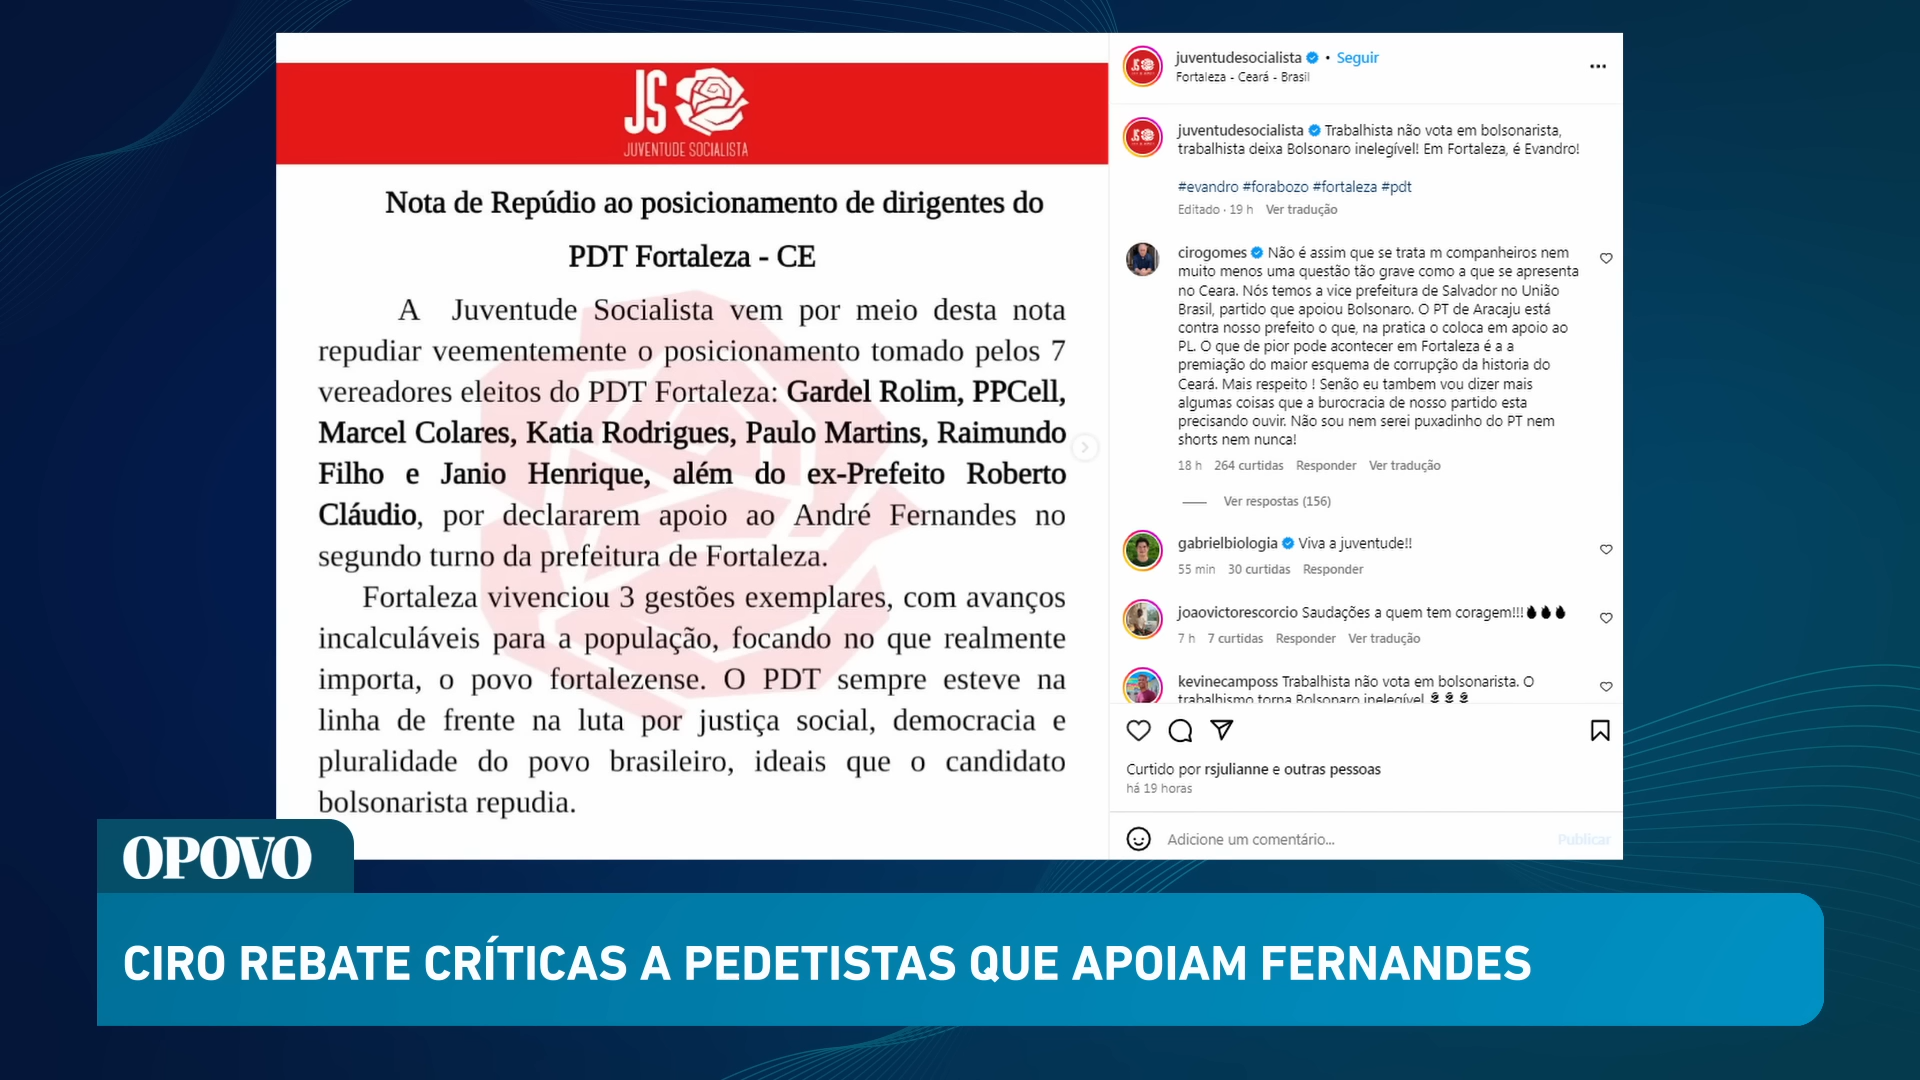 JS
JUVENTUDE SOCIALISTA
Nota de Repúdio ao posicionamento de dirigentes do
PDT Fortaleza - CE
A Juventude Socialista vem por meio desta nota
repudiar veementemente o posicionamento tomado pelos 7
vereadores eleitos do PDT Fortaleza: Gardel Rolim, PPCell,
Marcel Colares, Katia Rodrigues, Paulo Martins, Raimundo
Filho e Janio Henrique, além do ex-Prefeito Roberto
Cláudio, por declararem apoio ao André Fernandes no
segundo turno da prefeitura de Fortaleza.
Fortaleza vivenciou 3 gestões exemplares, com avanços
incalculáveis para a população, focando no que realmente
importa, o povo fortalezense. O PDT sempre esteve na
linha de frente na luta por justiça social, democracia e
pluralidade do povo brasileiro, ideais que o candidato
bolsonarista repudia.
juventudesocialista • Seguir
Fortaleza - Ceará - Brasil
juventudesocialista Trabalhista não vota em bolsonarista,
trabalhista deixa Bolsonaro inelegível! Em Fortaleza, é Evandro!
#evandro #forabozo #fortaleza #pdt
Editado · 19 h Ver tradução
cirogomes Não é assim que se trata m companheiros nem
muito menos uma questão tão grave como a que se apresenta
no Ceara. Nós temos a vice prefeitura de Salvador no União
Brasil, partido que apoiou Bolsonaro. O PT de Aracaju está
contra nosso prefeito o que, na pratica o coloca em apoio ao
PL. O que de pior pode acontecer em Fortaleza é a a
premiação do maior esquema de corrupção da historia do
Ceará. Mais respeito ! Senão eu tambem vou dizer mais
algumas coisas que a burocracia de nosso partido esta
precisando ouvir. Não sou nem serei puxadinho do PT nem
shorts nem nunca!
18 h 264 curtidas Responder Ver tradução
Ver respostas (156)
gabrielbiologia Viva a juventude!!
55 min 30 curtidas Responder
joaovictorescorcio Saudações a quem tem coragem!!!
7 h 7 curtidas Responder Ver tradução
kevinecamposs Trabalhista não vota em bolsonarista. O
trabalhismo torna Bolsonaro inelegível
Curtido por rsjulianne e outras pessoas
há 19 horas
Adicione um comentário... Publicar
OPOVO
CIRO REBATE CRÍTICAS A PEDETISTAS QUE APOIAM FERNANDES